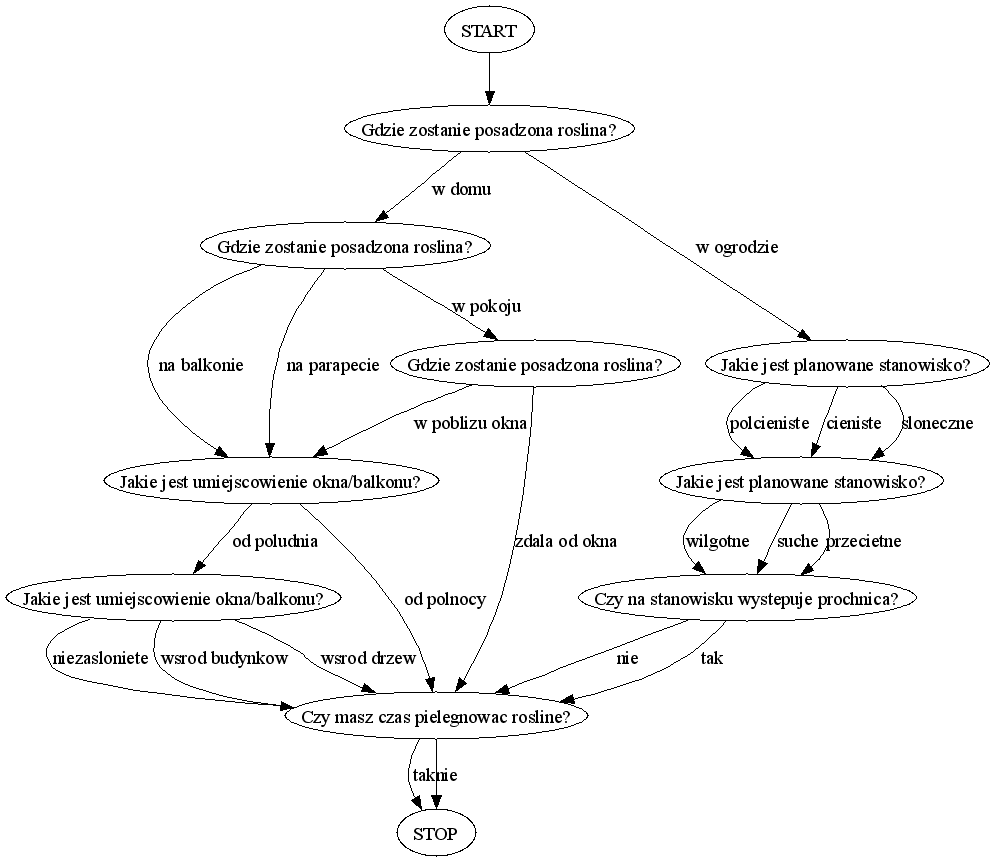 START
Gdzie zostanie posadzona roslina?
w domu
w ogrodzie
Gdzie zostanie posadzona roslina?
w pokoju
na balkonie
na parapecie
Gdzie zostanie posadzona roslina?
Jakie jest planowane stanowisko?
w poblizu okna
polcieniste
cieniste
sloneczne
Jakie jest umiejscowienie okna/balkonu?
Jakie jest planowane stanowisko?
od poludnia
zdala od okna
wilgotne
suche
przecietne
Jakie jest umiejscowienie okna/balkonu?
od polnocy
Czy na stanowisku wystepuje prochnica?
niezasloniete
wsrod budynkow
wsrod drzew
nie
tak
Czy masz czas pielegnowac rosline?
tak
nie
STOP